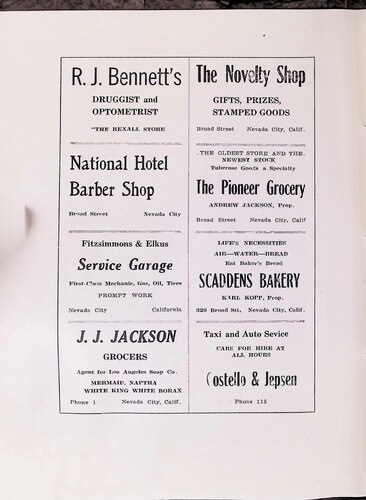 R. J. Bennett's
DRUGGIST and
OPTOMETRIST
"THE REXALL STORE
National Hotel
Barber Shop
Broad Street Nevada City
Fitzsimmons & Elkus
Service Garage
First-Class Mechanic, Gas, Oil, Tires
PROMPT WORK
Nevada City California
J. J. JACKSON
GROCERS
Agent for Los Angeles Soap Co.
MERMAID, NAPTHA
WHITE KING WHITE BORAX
Phone 1 Nevada City, Calif.
The Novelty Shop
GIFTS, PRIZES,
STAMPED GOODS
Broad Street Nevada City, Calif.
THE OLDEST STORE AND THE
NEWEST STOCK
Tuberose Goods a Specialty
The Pioneer Grocery
ANDREW JACKSON, Prop.
Broad Street Nevada City, Calif
LIFE'S NECESSITIES
AIR—WATER—BREAD
Eat Baker's Bread
SCADDENS BAKERY
KARL KOPP, Prop.
329 Broad Stt, Nevada City, Calif.
Taxi and Auto Sevice
CARS FOR HIRE AT
ALL HOURS
Costello & Jepsen
Phone 115